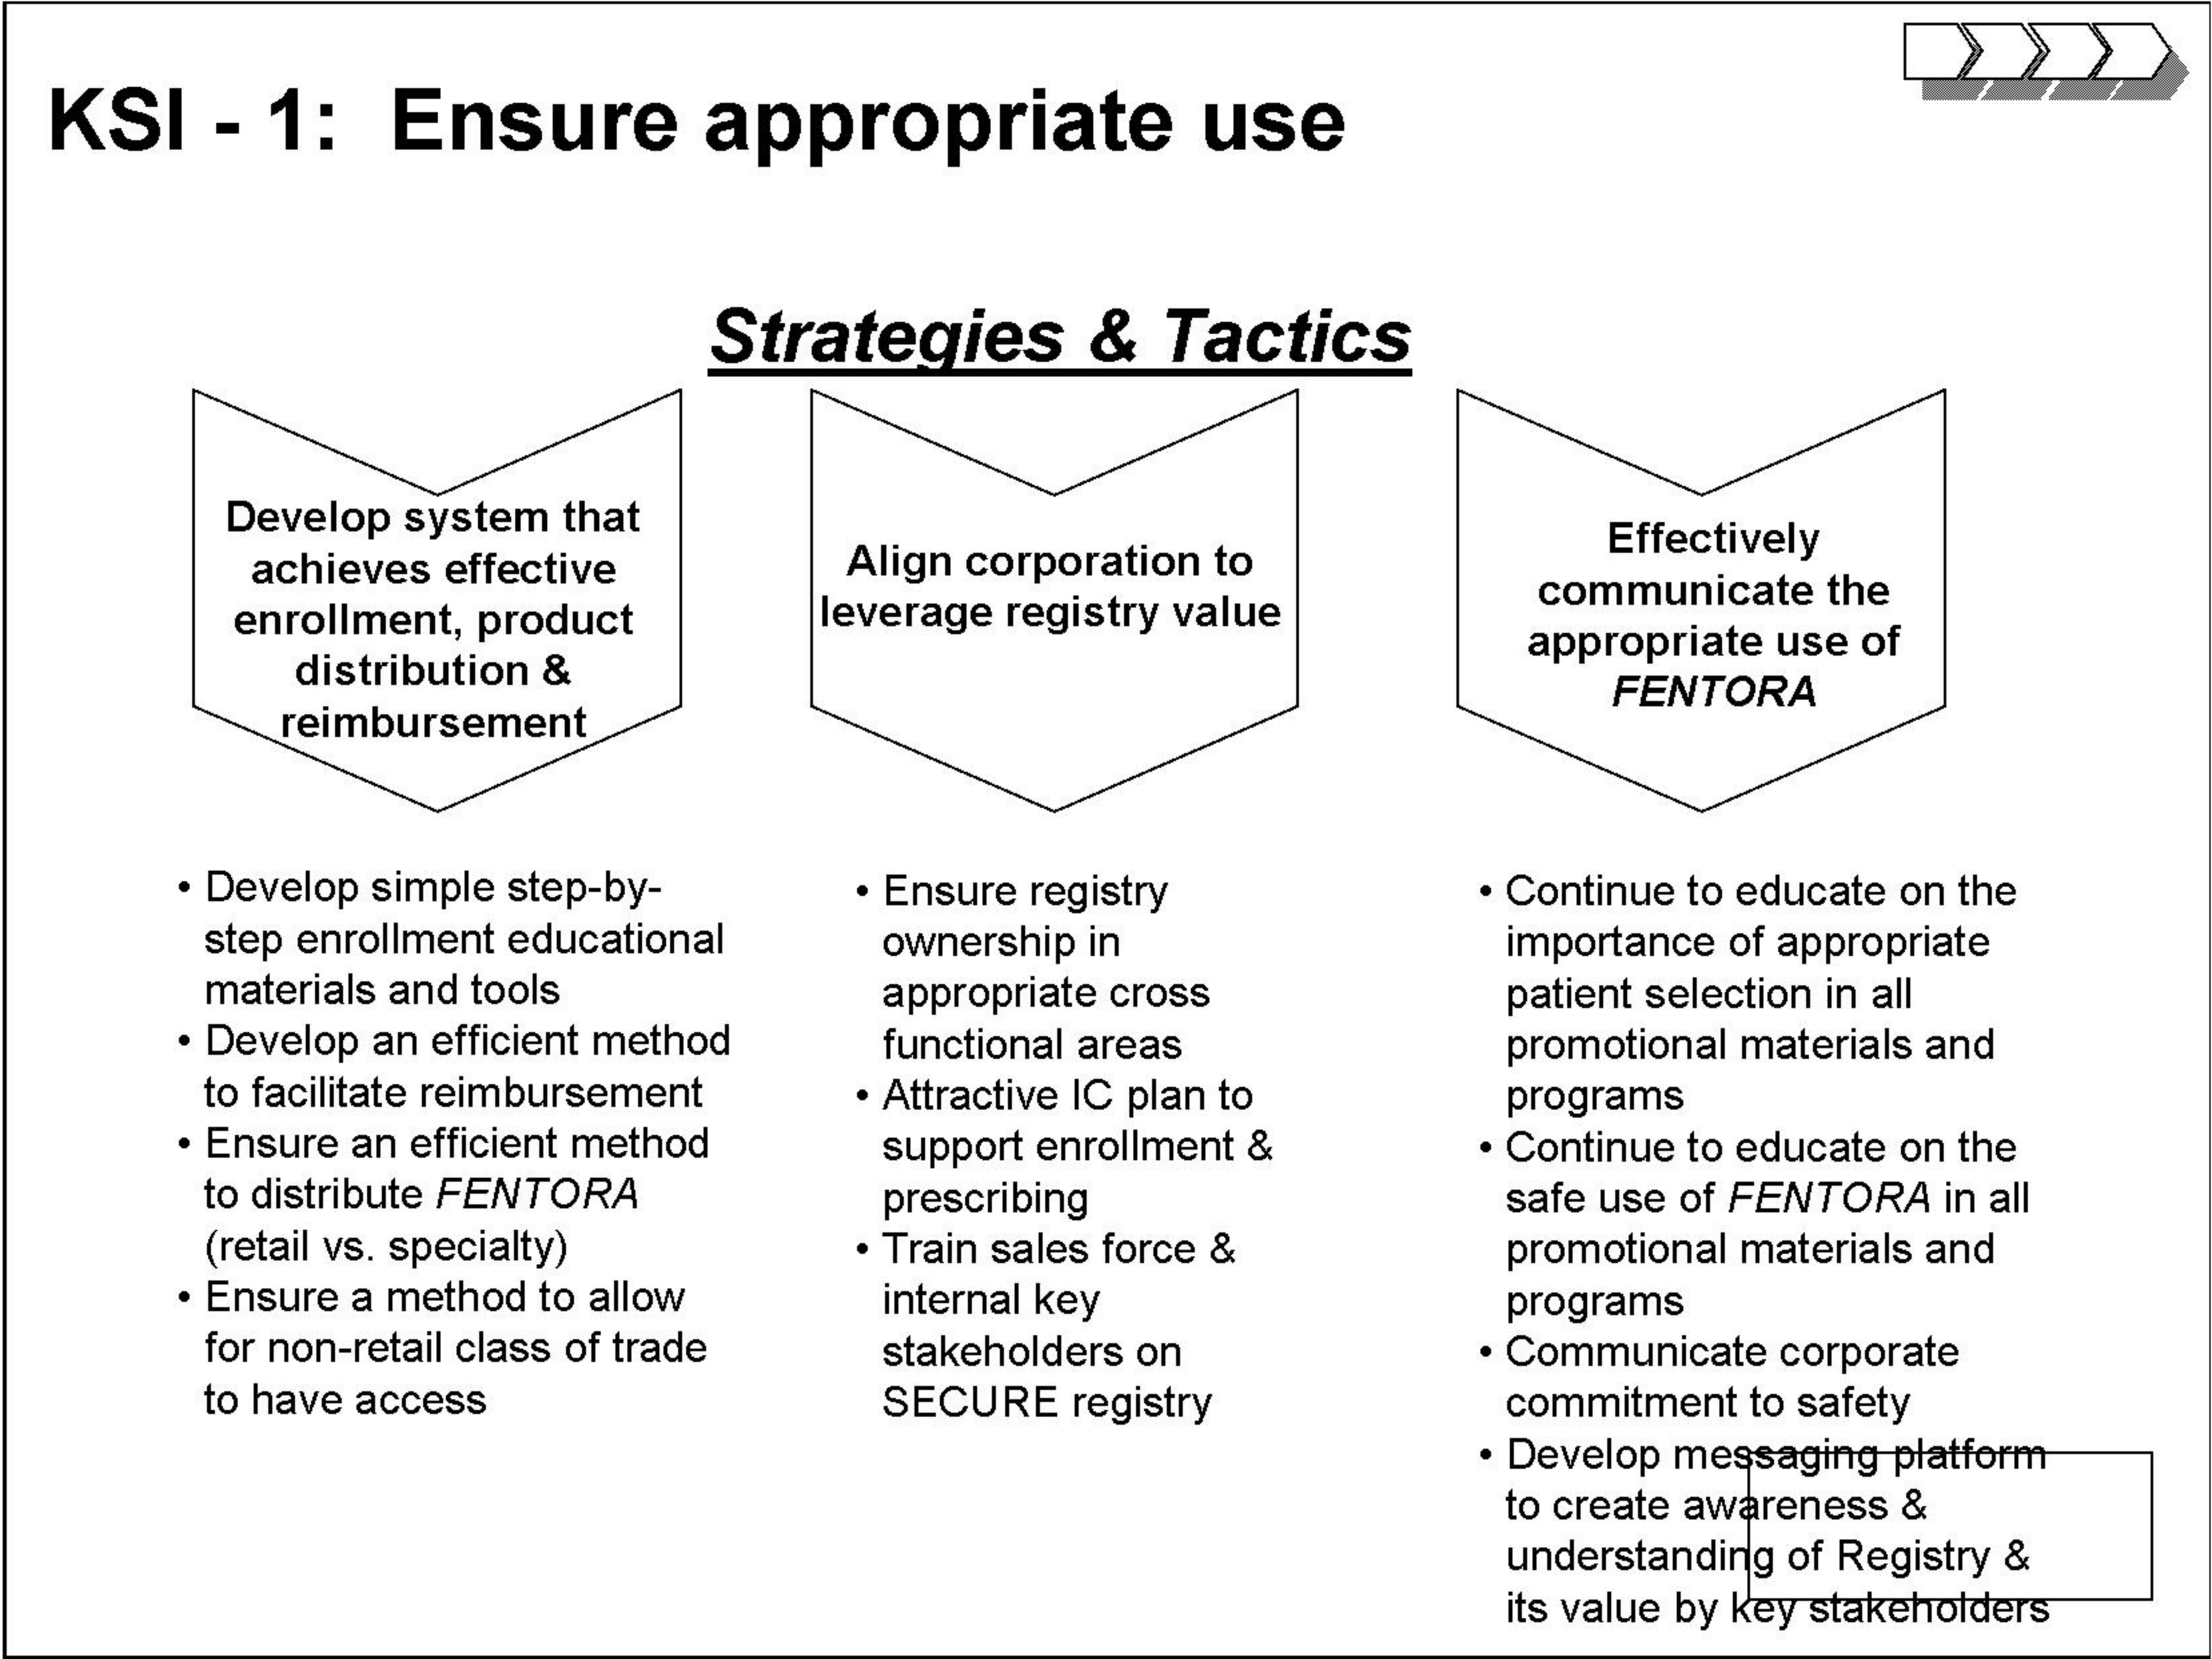 KSI - 1: Ensure appropriate use
Strategies & Tactics
Develop system that
achieves effective
enrollment, product
distribution &
reimbursement
Align corporation to
leverage registry value
Effectively
communicate the
appropriate use of
FENTORA
• Develop simple step-by-
step enrollment educational
materials and tools
• Develop an efficient method
to facilitate reimbursement
• Ensure an efficient method
to distribute FENTORA
(retail vs. specialty)
• Ensure a method to allow
for non-retail class of trade
to have access
• Ensure registry
ownership in
appropriate cross
functional areas
• Attractive IC plan to
support enrollment &
prescribing
• Train sales force &
internal key
stakeholders on
SECURE registry
• Continue to educate on the
importance of appropriate
patient selection in all
promotional materials and
programs
• Continue to educate on the
safe use of FENTORA in all
promotional materials and
programs
• Communicate corporate
commitment to safety
• Develop messaging platform
to create awareness &
understanding of Registry &
its value by key stakeholders